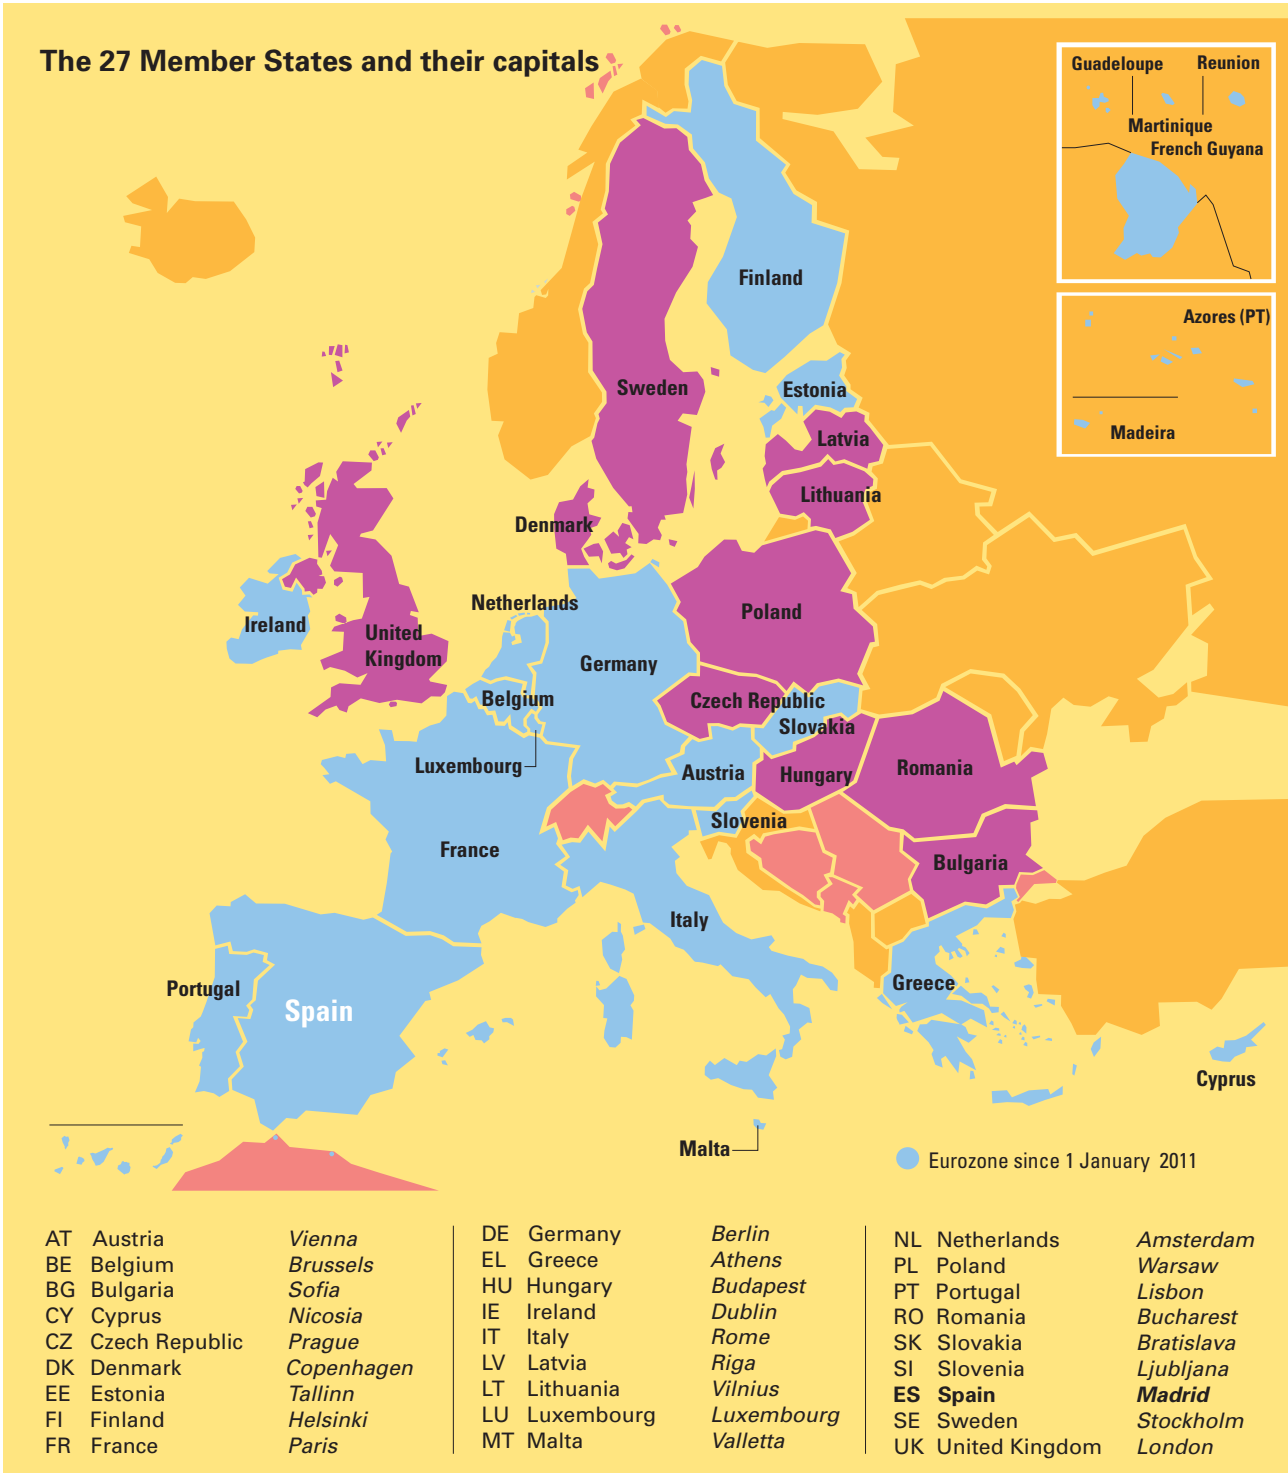 The 27 Member States and their capitals
Guadeloupe
Reunion
Martinique
French Guyana
Azores (PT)
Madeira
Finland
Sweden
Estonia
Latvia
Lithuania
Denmark
Netherlands
Ireland
United
Kingdom
Poland
Germany
Belgium
Czech Republic
Slovakia
Luxembourg
Austria
Hungary
Romania
Slovenia
France
Bulgaria
Italy
Portugal
Spain
Greece
Cyprus
Malta
Eurozone since 1 January 2011
AT Austria Vienna
BE Belgium Brussels
BG Bulgaria Sofia
CY Cyprus Nicosia
CZ Czech Republic Prague
DK Denmark Copenhagen
EE Estonia Tallinn
FI Finland Helsinki
FR France Paris
DE Germany Berlin
EL Greece Athens
HU Hungary Budapest
IE Ireland Dublin
IT Italy Rome
LV Latvia Riga
LT Lithuania Vilnius
LU Luxembourg Luxembourg
MT Malta Valletta
NL Netherlands Amsterdam
PL Poland Warsaw
PT Portugal Lisbon
RO Romania Bucharest
SK Slovakia Bratislava
SI Slovenia Ljubljana
ES Spain Madrid
SE Sweden Stockholm
UK United Kingdom London